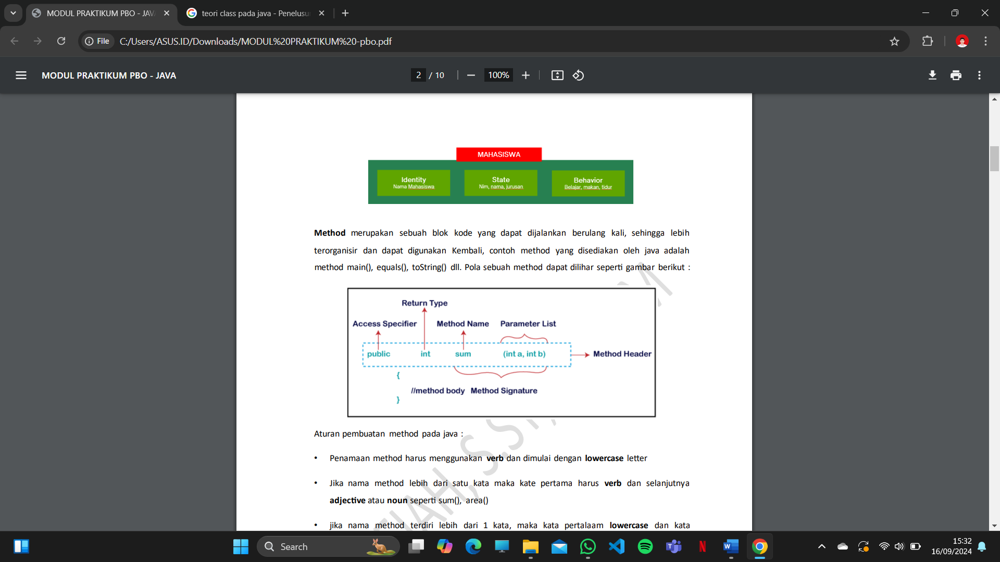 MODUL PRAKTIKUM PBO - JAV
teori class pada java - Penelusu
File
C:/Users/ASUS.ID/Downloads/MODUL%20PRAKTIKUM%20-pbo.pdf
MODUL PRAKTIKUM PBO - JAVA
2 / 10
100%
MAHASISWA
Identity
Nama Mahasiswa
State
Nim, nama, jurusan
Behavior
Belajar, makan, tidur
Method merupakan sebuah blok kode yang dapat dijalankan berulang kali, sehingga lebih
terorganisir dan dapat digunakan Kembali, contoh method yang disediakan oleh java adalah
method main(), equals(), toString() dll. Pola sebuah method dapat dilihar seperti gambar berikut :
Return Type
Access Specifier Method Name Parameter List
public int sum (int a, int b) Method Header
{
//method body Method Signature
}
Aturan pembuatan method pada java :
• Penamaan method harus menggunakan verb dan dimulai dengan lowercase letter
• Jika nama method lebih dari satu kata maka kate pertama harus verb dan selanjutnya
adjective atau noun seperti sum(), area()
• jika nama method terdiri lebih dari 1 kata, maka kata pertalaam lowercase dan kata
Search
15:32
16/09/2024